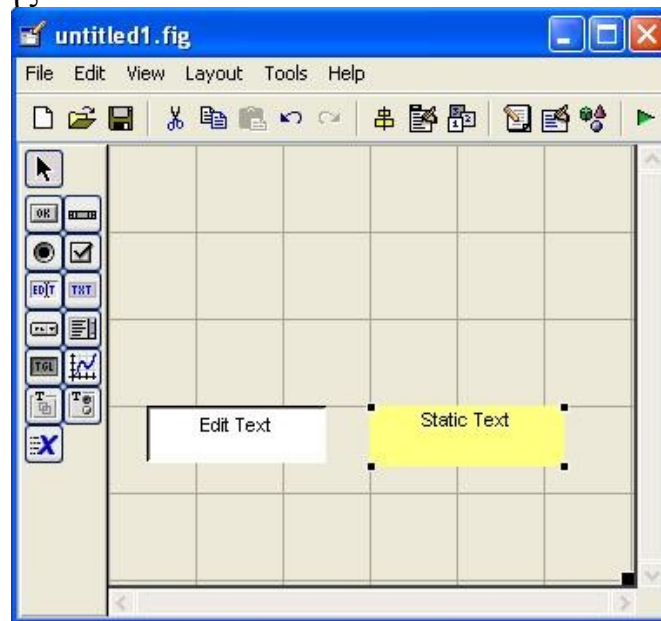 untitled1.fig
File Edit View Layout Tools Help
OK
EDIT TXT
TGL
T T
X
Edit Text
Static Text